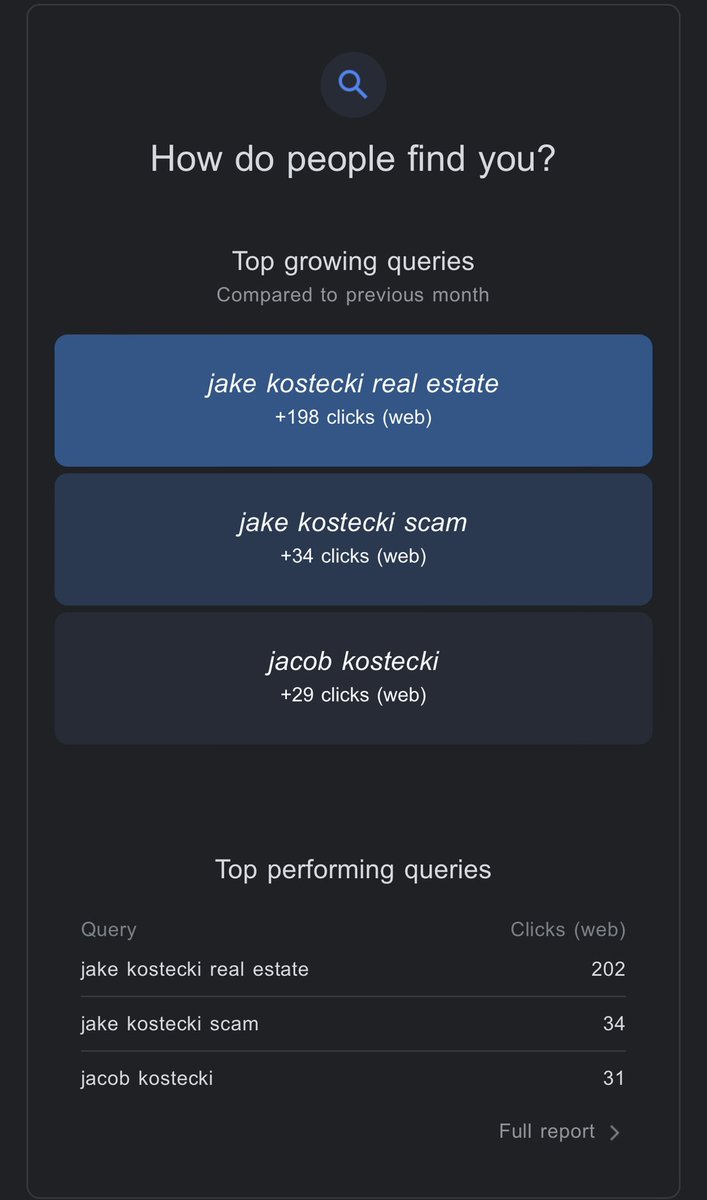 How do people find you?
Top growing queries
Compared to previous month
jake kostecki real estate
+198 clicks (web)
jake kostecki scam
+34 clicks (web)
jacob kostecki
+29 clicks (web)
Top performing queries
Query Clicks (web)
jake kostecki real estate 202
jake kostecki scam 34
jacob kostecki 31
Full report